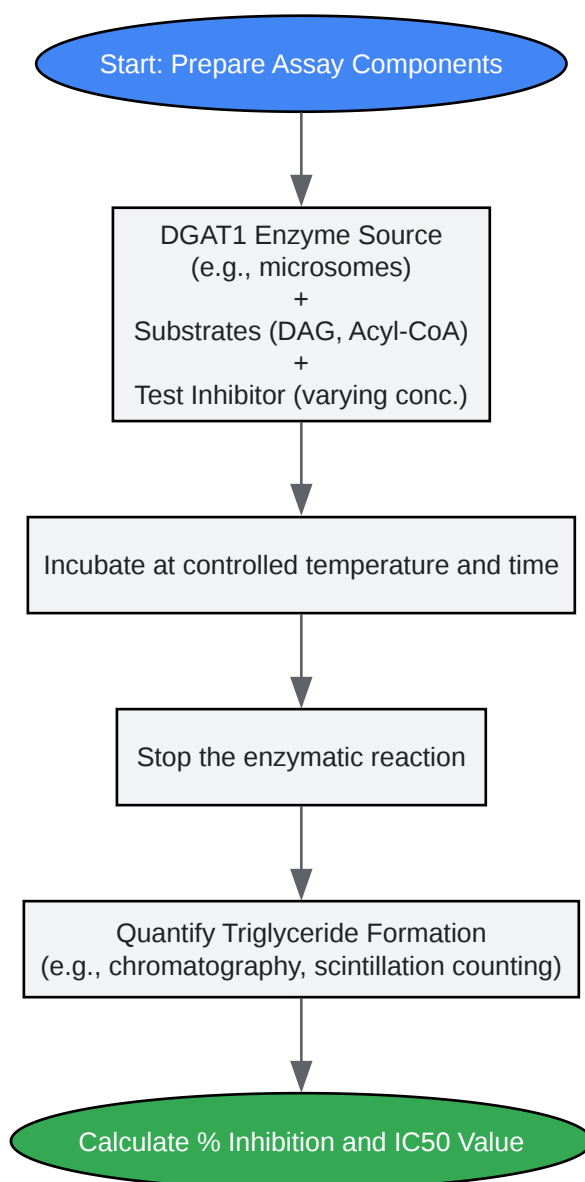 Start: Prepare Assay Components
DGAT1 Enzyme Source
(e.g., microsomes)
+
Substrates (DAG, Acyl-CoA)
+
Test Inhibitor (varying conc.)
Incubate at controlled temperature and time
Stop the enzymatic reaction
Quantify Triglyceride Formation
(e.g., chromatography, scintillation counting)
Calculate % Inhibition and IC50 Value